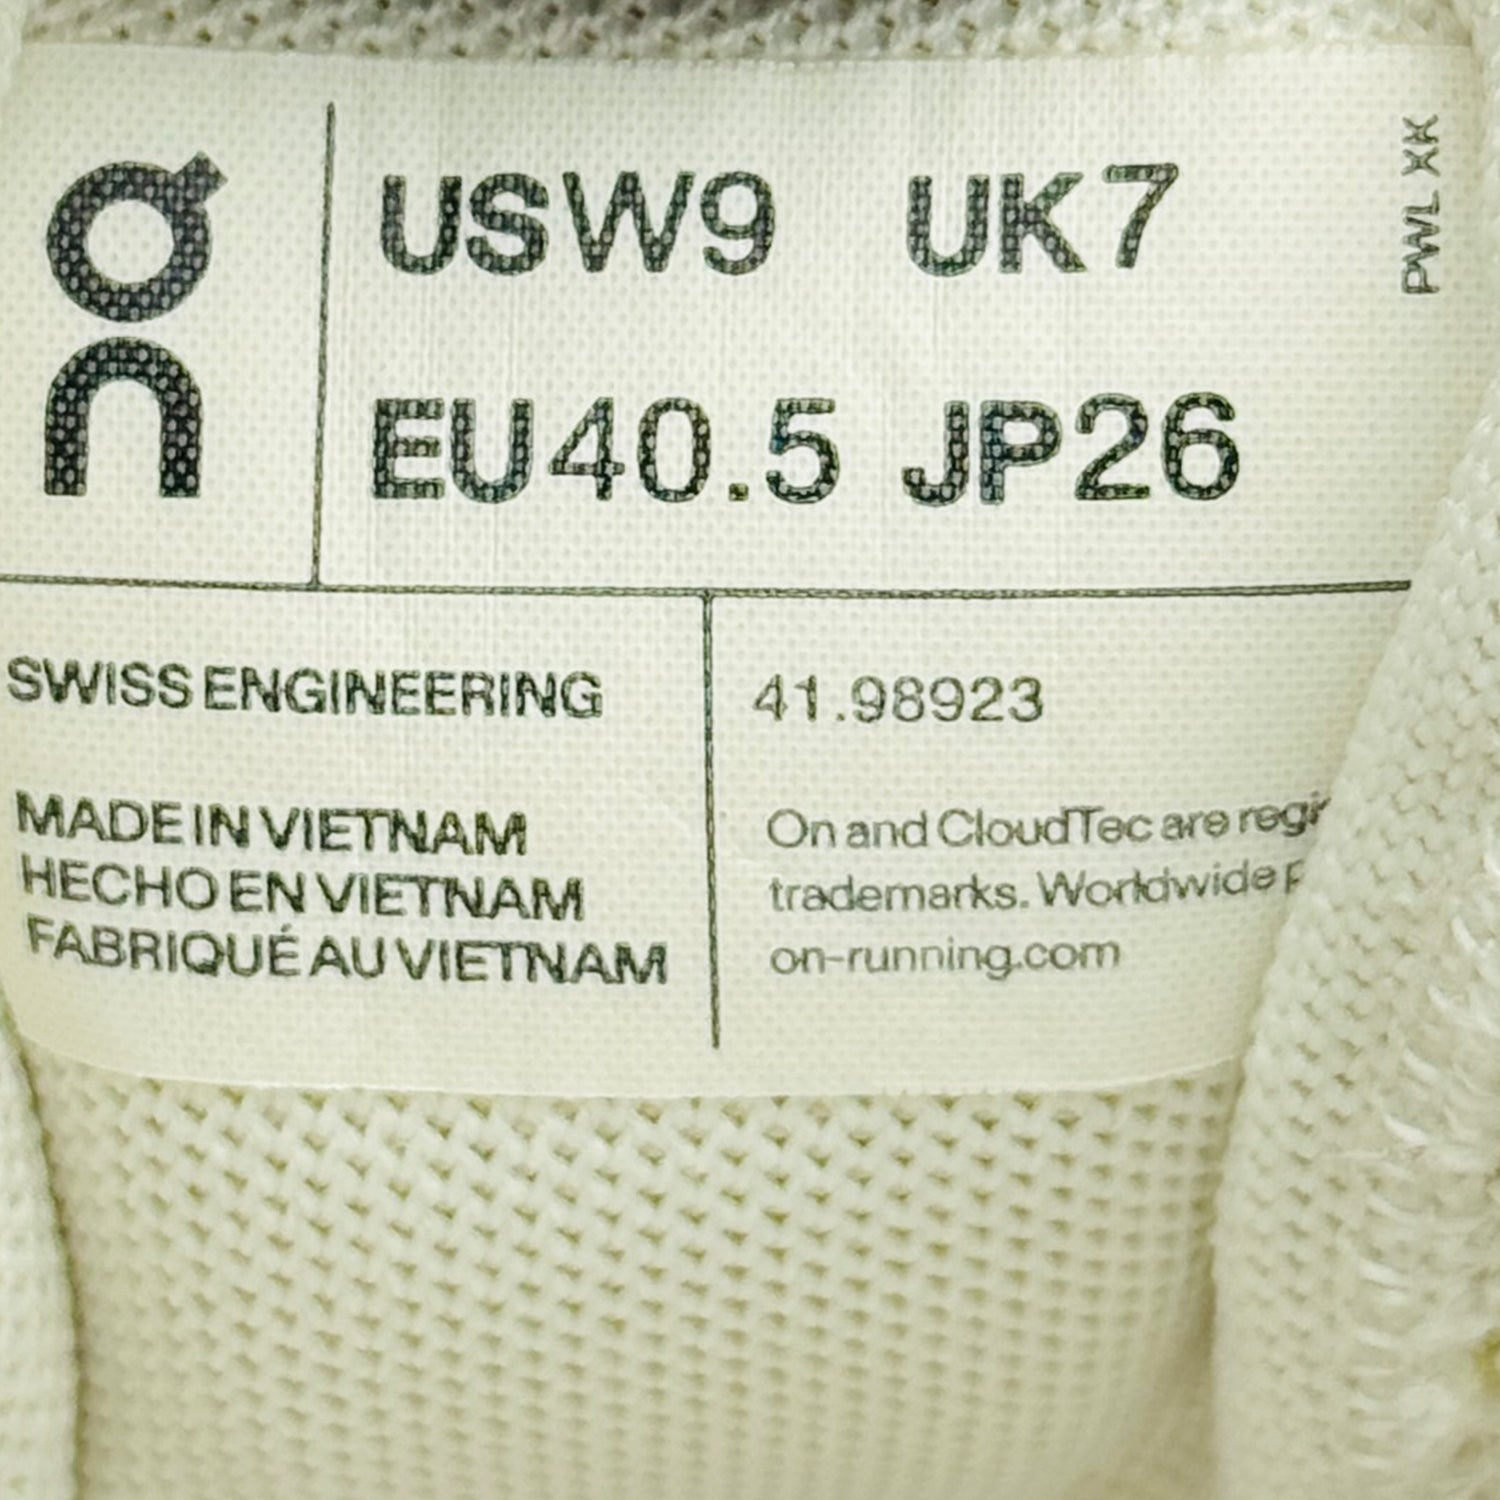 On
USW9 UK7
EU40.5 JP26
PWL XK
SWISS ENGINEERING
MADE IN VIETNAM
HECHO EN VIETNAM
FABRIQUÉ AU VIETNAM
41.98923
On and CloudTec are
trademarks. Worldwide
on-running.com